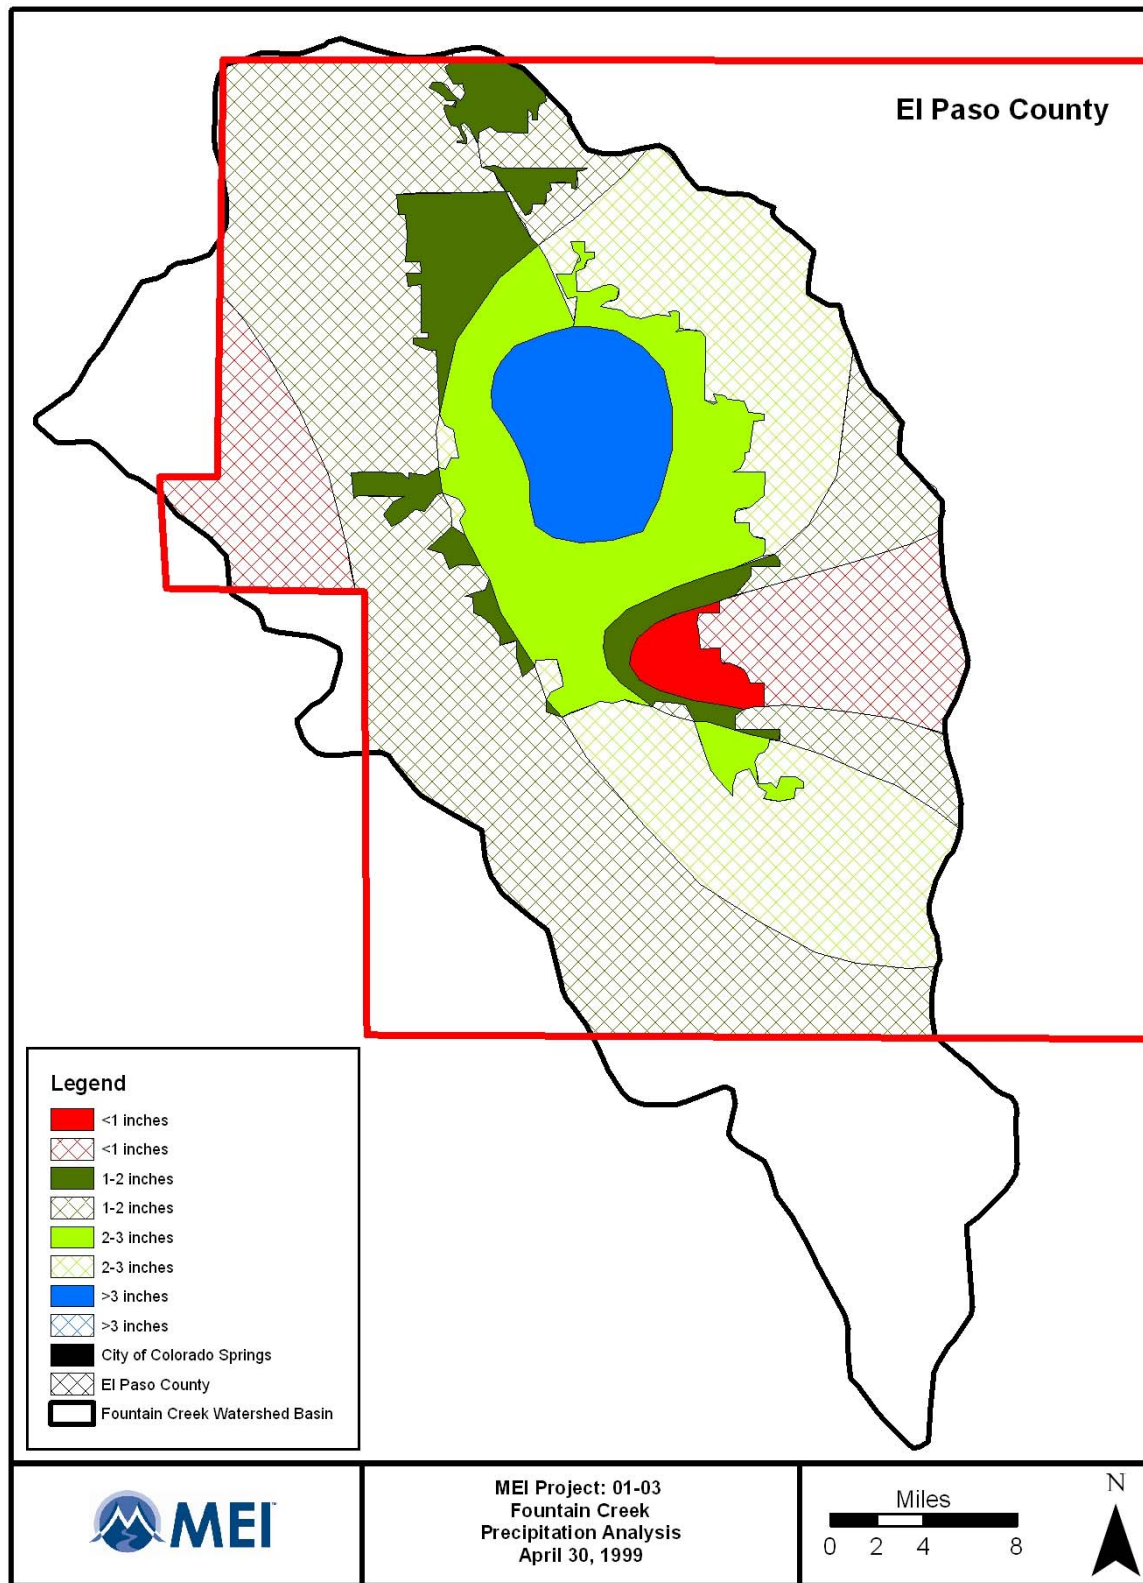 El Paso County
Legend
<1 inches
<1 inches
1-2 inches
1-2 inches
2-3 inches
2-3 inches
>3 inches
>3 inches
City of Colorado Springs
El Paso County
Fountain Creek Watershed Basin
MEI
MEI Project: 01-03
Fountain Creek
Precipitation Analysis
April 30, 1999
Miles
0 2 4 8
N